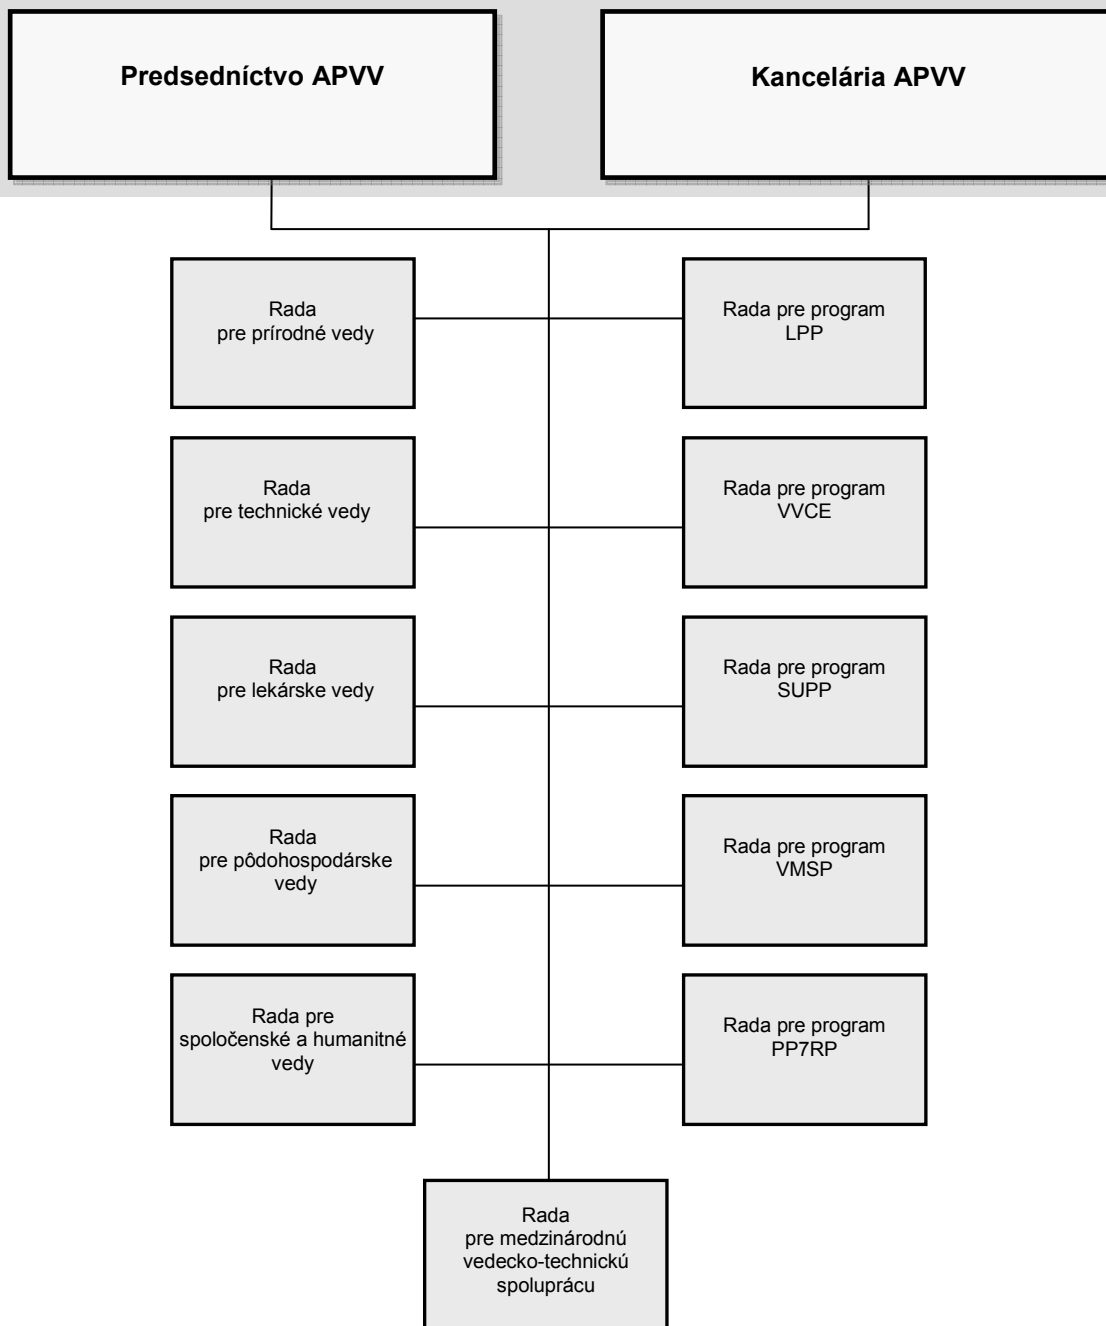 Predsedníctvo APVV
Kancelária APVV
Rada
pre prírodné vedy
Rada pre program
LPP
Rada
pre technické vedy
Rada pre program
VVCE
Rada
pre lekárske vedy
Rada pre program
SUPP
Rada
pre pôdohospodárske
vedy
Rada pre program
VMSP
Rada pre
spoločenské a humanitné
vedy
Rada pre program
PP7RP
Rada
pre medzinárodnú
vedecko-technickú
spoluprácu